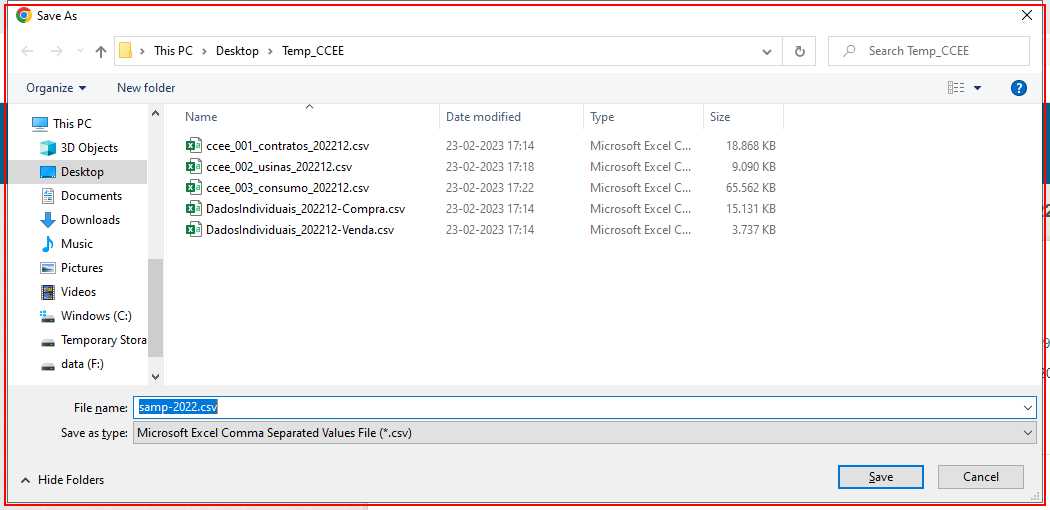 Save As
This PC > Desktop > Temp_CCEE
Search Temp_CCEE
Organize
New folder
?
This PC
3D Objects
Desktop
Documents
Downloads
Music
Pictures
Videos
Windows (C:)
Temporary Stora
data (F:)
Name Date modified Type Size
ccee_001_contratos_202212.csv 23-02-2023 17:14 Microsoft Excel C... 18.868 KB
ccee_002_usinas_202212.csv 23-02-2023 17:18 Microsoft Excel C... 9.090 KB
ccee_003_consumo_202212.csv 23-02-2023 17:22 Microsoft Excel C... 65.562 KB
DadosIndividuais_202212-Compra.csv 23-02-2023 17:14 Microsoft Excel C... 15.131 KB
DadosIndividuais_202212-Venda.csv 23-02-2023 17:14 Microsoft Excel C... 3.737 KB
File name: samp-2022.csv
Save as type: Microsoft Excel Comma Separated Values File (*.csv)
Hide Folders
Save
Cancel